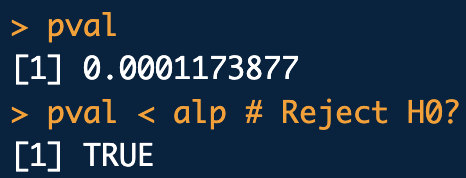 > pval
[1] 0.0001173877
> pval < alp # Reject H0?
[1] TRUE